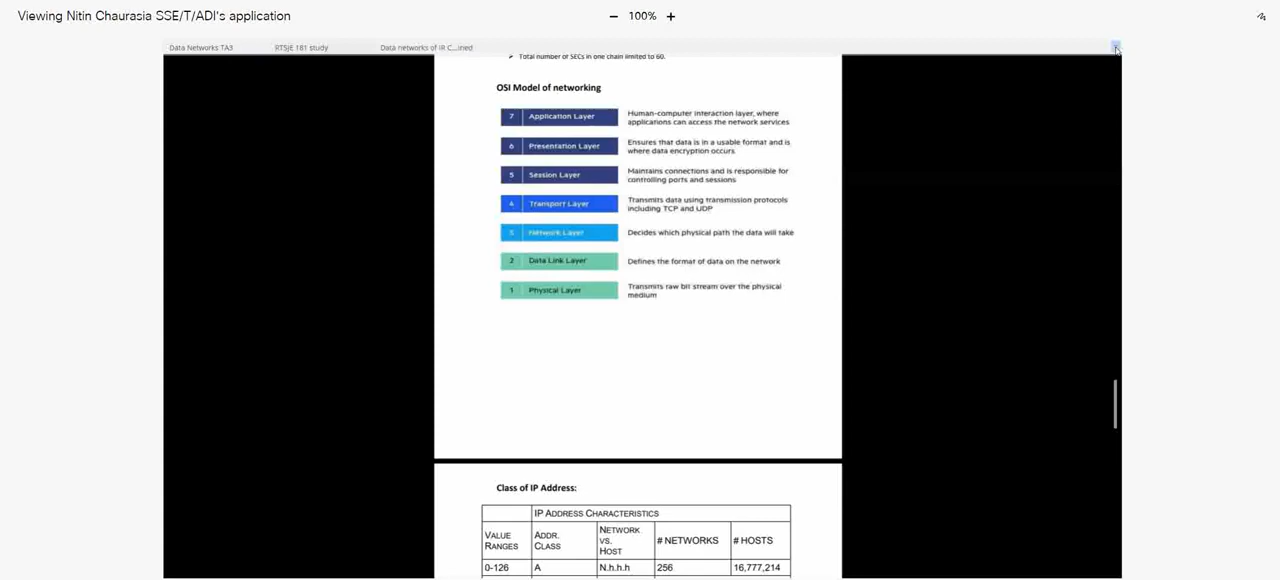 Viewing Nitin Chaurasia SSE/T/ADI's application
− 100% +
Data Networks TA3 RTSJE 181 study Data networks of IR C...ined
➢ Total number of SECs in one chain limited to 60.
OSI Model of networking
7 Application Layer Human-computer interaction layer, where
applications can access the network services
6 Presentation Layer Ensures that data is in a usable format and is
where data encryption occurs
5 Session Layer Maintains connections and is responsible for
controlling ports and sessions
4 Transport Layer Transmits data using transmission protocols
including TCP and UDP
3 Network Layer Decides which physical path the data will take
2 Data Link Layer Defines the format of data on the network
1 Physical Layer Transmits raw bit stream over the physical
medium
Class of IP Address:
IP ADDRESS CHARACTERISTICS
VALUE RANGES ADDR. CLASS NETWORK VS. HOST # NETWORKS # HOSTS
0-126 A N.h.h.h 256 16,777,214